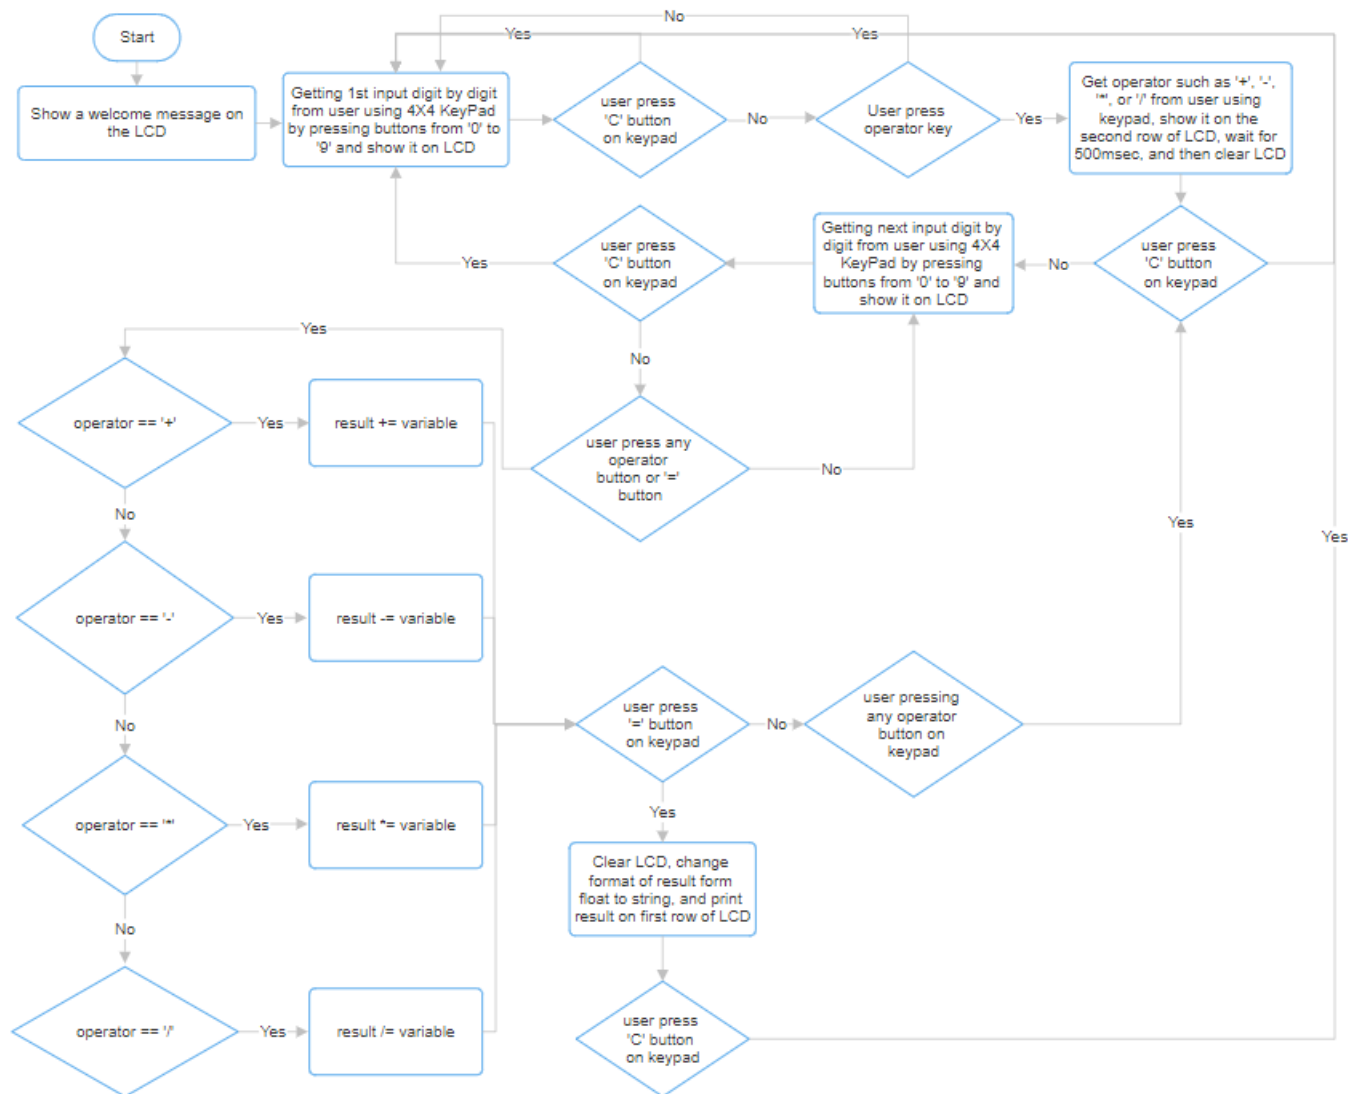 No
Yes
Yes
Start
Show a welcome message on
the LCD
Getting 1st input digit by digit
from user using 4X4 KeyPad
by pressing buttons from '0' to
'9' and show it on LCD
user press
'C' button
on keypad
No
User press
operator key
Yes
Get operator such as '+', '-',
'*', or '/' from user using
keypad, show it on the
second row of LCD, wait for
500msec, and then clear LCD
user press
'C' button
on keypad
No
Getting next input digit by
digit from user using 4X4
KeyPad by pressing
buttons from '0' to '9' and
show it on LCD
user press
'C' button
on keypad
Yes
No
user press any
operator
button or '='
button
No
Yes
operator == '+'
Yes
result += variable
No
operator == '-'
Yes
result -= variable
No
operator == '*'
Yes
result *= variable
No
operator == '/'
Yes
result /= variable
user press
'=' button
on keypad
No
user pressing
any operator
button on
keypad
Yes
Yes
Yes
Clear LCD, change
format of result form
float to string, and print
result on first row of LCD
user press
'C' button
on keypad